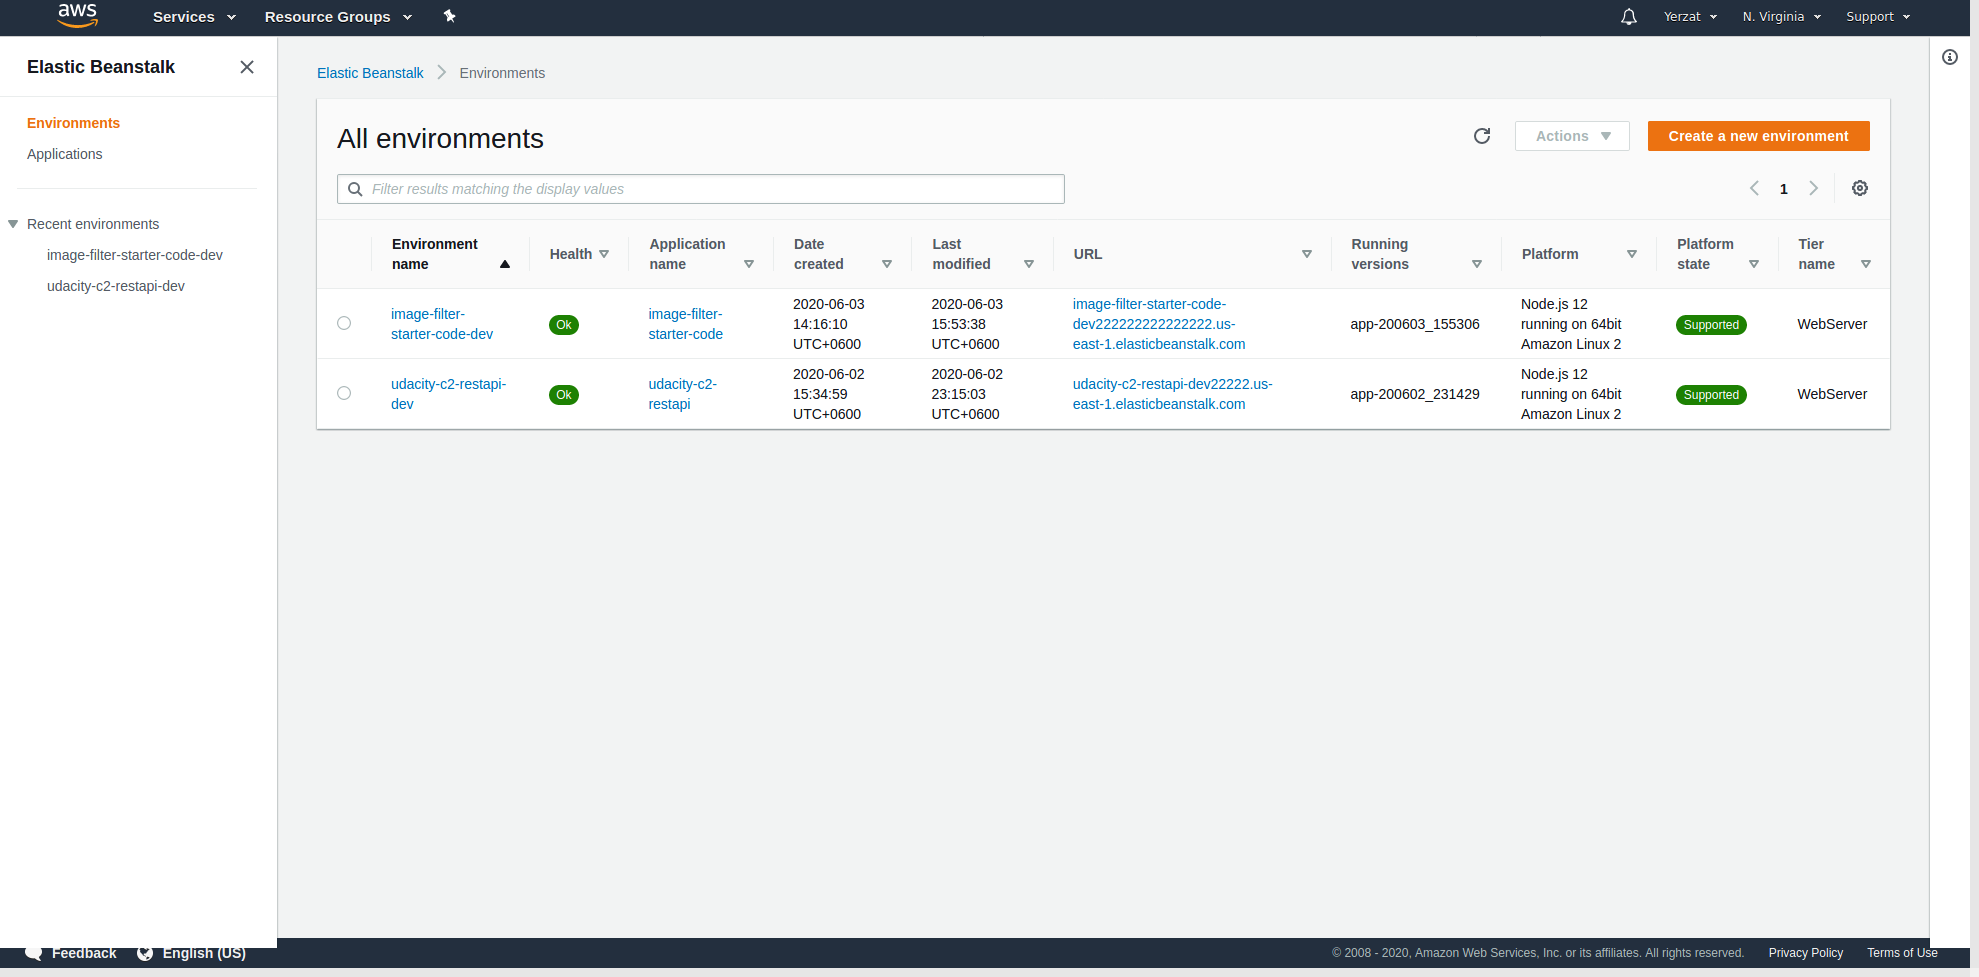 aws
Services
Resource Groups
Yerzat
N. Virginia
Support
Elastic Beanstalk
Environments
Applications
Recent environments
image-filter-starter-code-dev
udacity-c2-restapi-dev
Elastic Beanstalk
Environments
All environments
Actions
Create a new environment
Filter results matching the display values
1
Environment
name
Health
Application
name
Date
created
Last
modified
URL
Running
versions
Platform
Platform
state
Tier
name
image-filter-
starter-code-dev
Ok
image-filter-
starter-code
2020-06-03
14:16:10
UTC+0600
2020-06-03
15:53:38
UTC+0600
image-filter-starter-code-
dev222222222222222.us-
east-1.elasticbeanstalk.com
app-200603_155306
Node.js 12
running on 64bit
Amazon Linux 2
Supported
WebServer
udacity-c2-restapi-
dev
Ok
udacity-c2-
restapi
2020-06-02
15:34:59
UTC+0600
2020-06-02
23:15:03
UTC+0600
udacity-c2-restapi-dev22222.us-
east-1.elasticbeanstalk.com
app-200602_231429
Node.js 12
running on 64bit
Amazon Linux 2
Supported
WebServer
Feedback
English (US)
© 2008 - 2020, Amazon Web Services, Inc. or its affiliates. All rights reserved.
Privacy Policy
Terms of Use